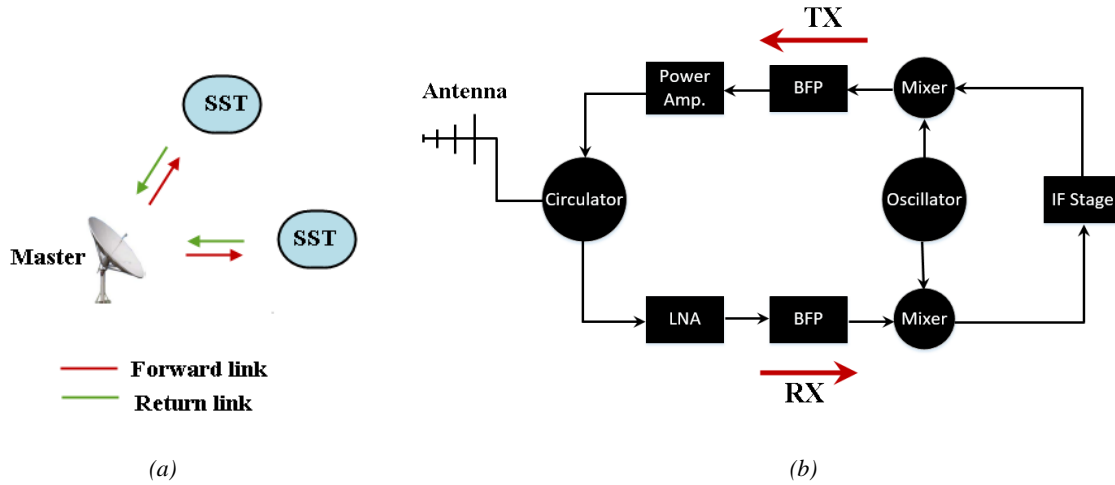 SST
SST
Master
Forward link
Return link
(a)
TX
Antenna
Power
Amp.
BFP
Mixer
Circulator
Oscillator
IF Stage
LNA
BFP
Mixer
RX
(b)